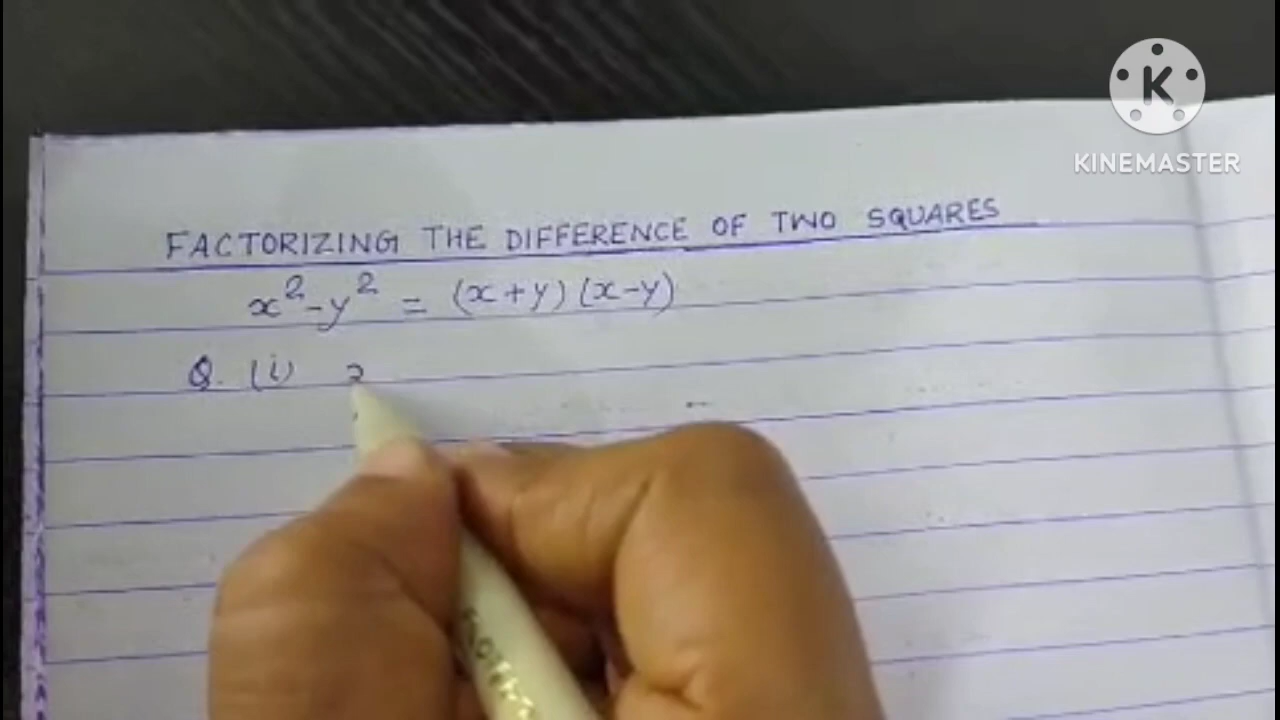 KINEMASTER
FACTORIZING THE DIFFERENCE OF TWO SQUARES
x² - y² = (x + y) (x - y)
Q. (i)